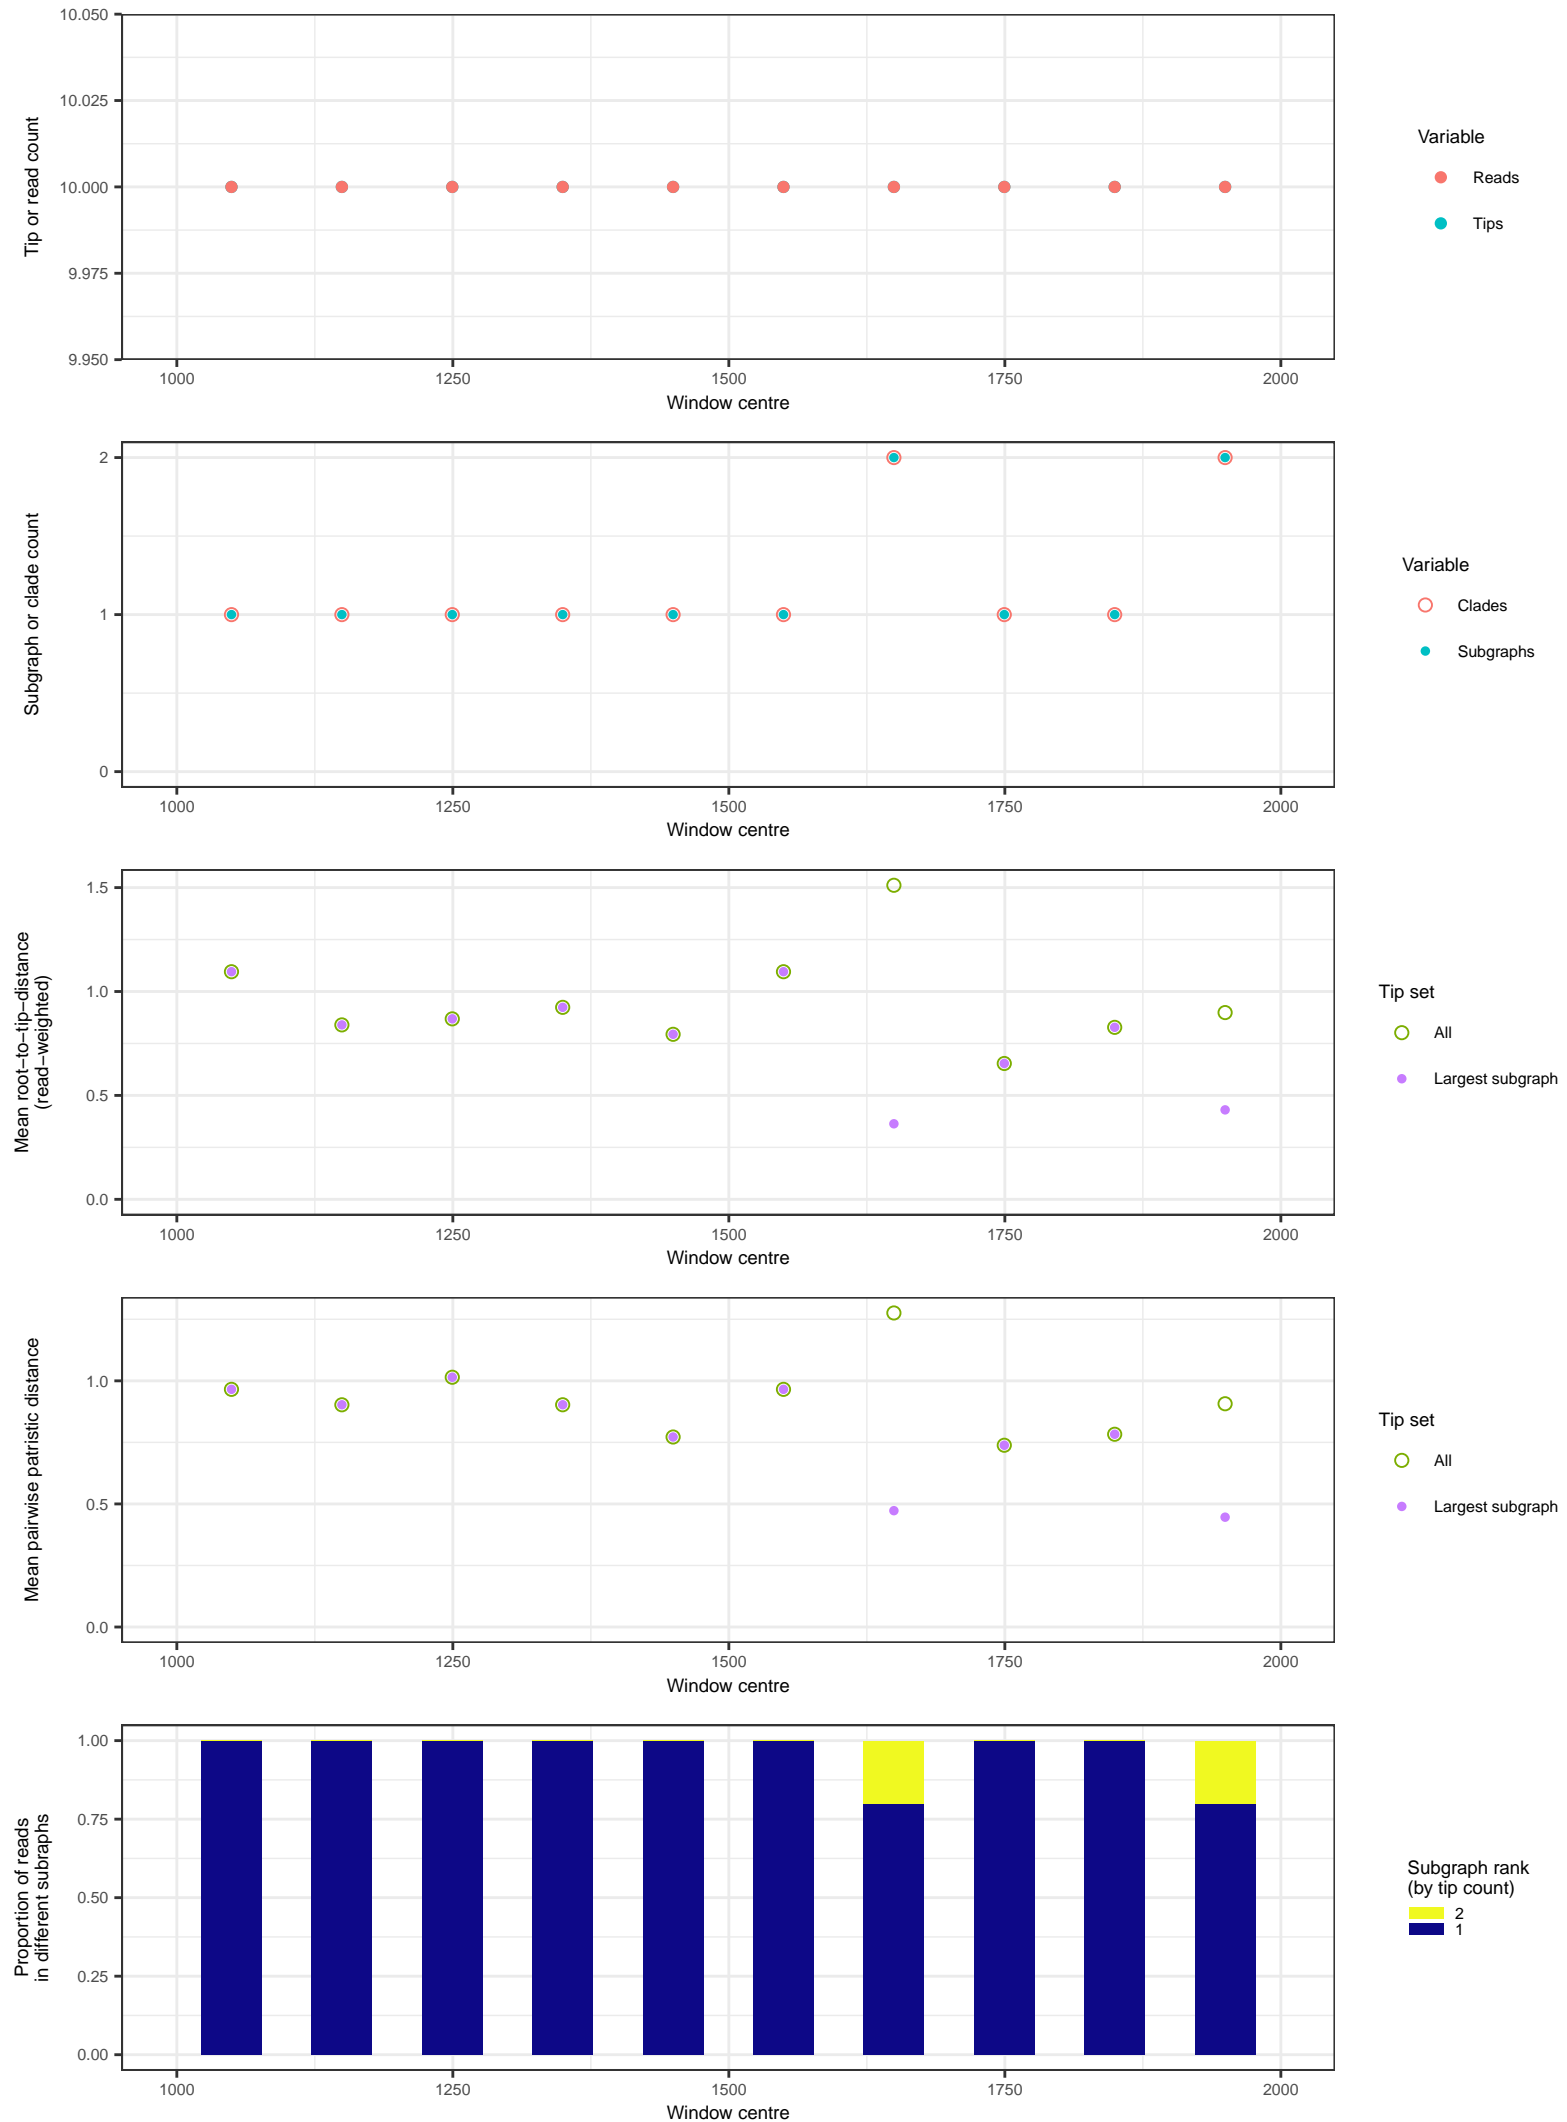 10.050
10.025
10.000
9.975
9.950
Tip or read count
1000 1250 1500 1750 2000
Window centre
Variable
Reads
Tips
2
1
0
Subgraph or clade count
1000 1250 1500 1750 2000
Window centre
Variable
Clades
Subgraphs
1.5
1.0
0.5
0.0
Mean root−to−tip−distance
(read−weighted)
1000 1250 1500 1750 2000
Window centre
Tip set
All
Largest subgraph
1.0
0.5
0.0
Mean pairwise patristic distance
1000 1250 1500 1750 2000
Window centre
Tip set
All
Largest subgraph
1.00
0.75
0.50
0.25
0.00
Proportion of reads
in different subraphs
1000 1250 1500 1750 2000
Window centre
Subgraph rank
(by tip count)
2
1